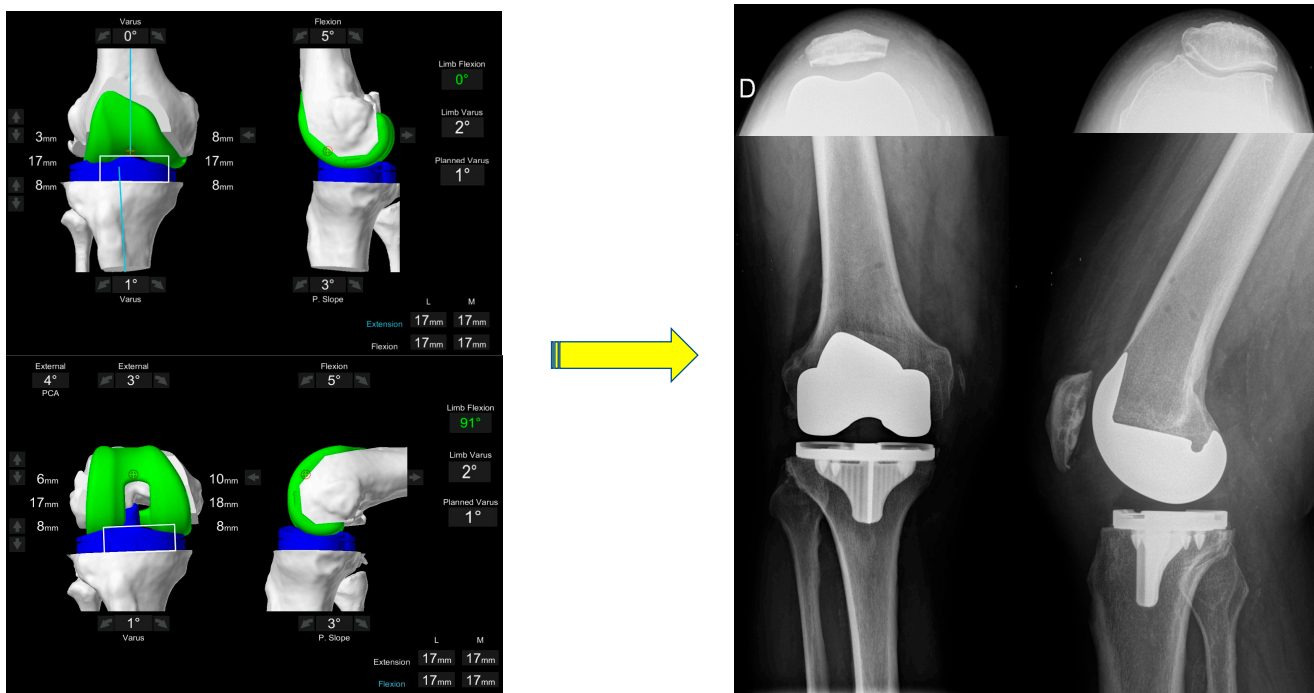 Varus
0°
Flexion
5°
Limb Flexion
0°
Limb Varus
2°
Planned Varus
1°
3mm
8mm
17mm
17mm
8mm
8mm
1°
Varus
3°
P. Slope
L M
Extension 17mm 17mm
Flexion 17mm 17mm
External
4°
PCA
External
3°
Flexion
5°
Limb Flexion
91°
Limb Varus
2°
Planned Varus
1°
6mm
10mm
17mm
18mm
8mm
8mm
1°
Varus
3°
P. Slope
L M
Extension 17mm 17mm
Flexion 17mm 17mm
D